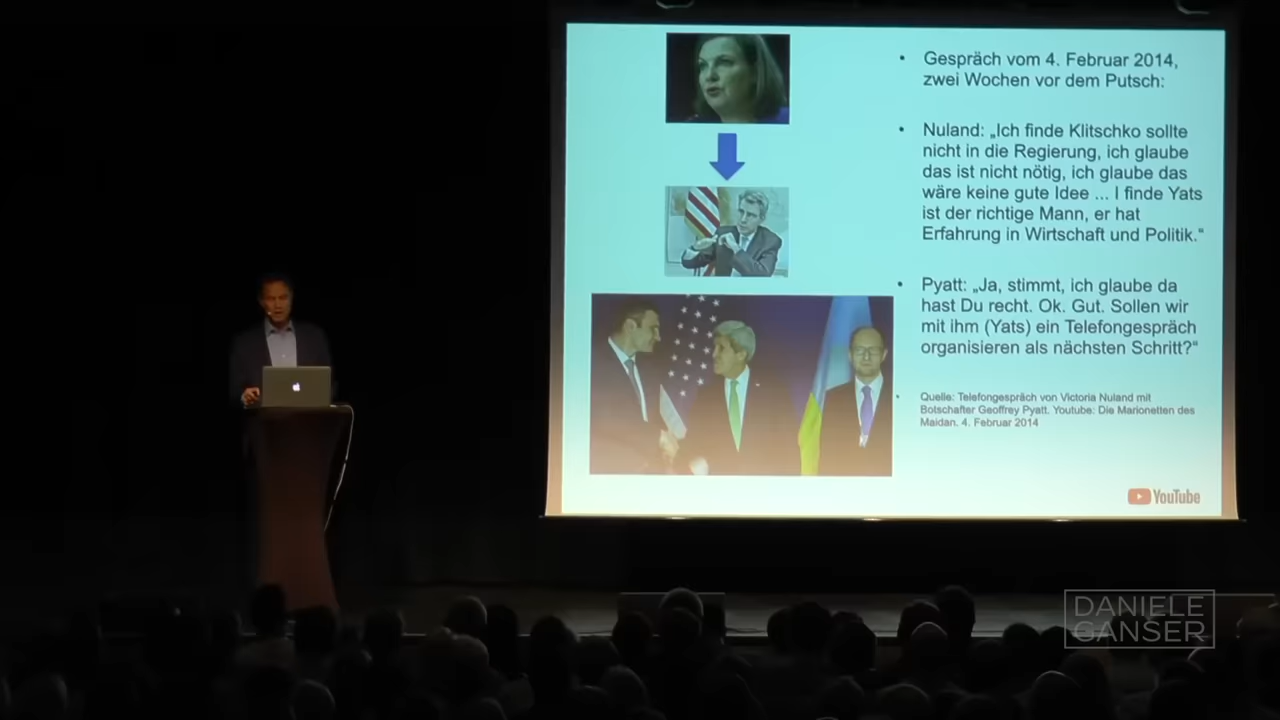 Gespräch vom 4. Februar 2014,
zwei Wochen vor dem Putsch:
Nuland: „Ich finde Klitschko sollte
nicht in die Regierung, ich glaube
das ist nicht nötig, ich glaube das
wäre keine gute Idee ... I finde Yats
ist der richtige Mann, er hat
Erfahrung in Wirtschaft und Politik.“
Pyatt: „Ja, stimmt, ich glaube da
hast Du recht. Ok. Gut. Sollen wir
mit ihm (Yats) ein Telefongespräch
organisieren als nächsten Schritt?“
Quelle: Telefongespräch von Victoria Nuland mit
Botschafter Geoffrey Pyatt. Youtube: Die Marionetten des
Maidan. 4. Februar 2014
YouTube
DANIELE
GANSER